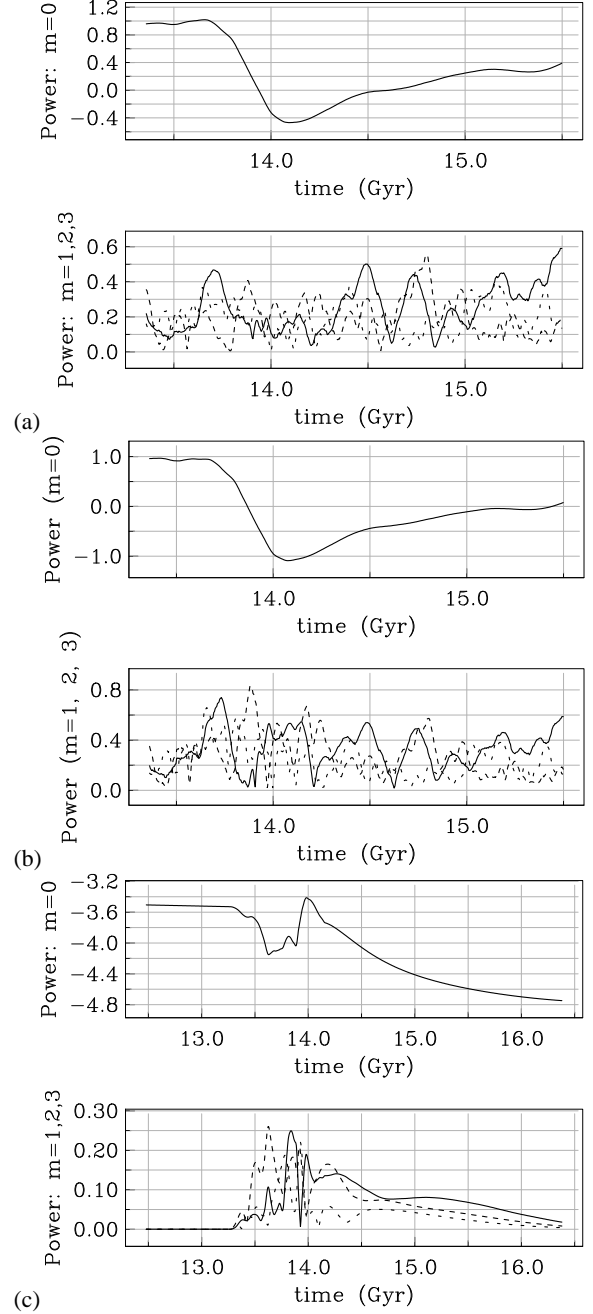 Power: m=0
1.2
0.8
0.4
0.0
−0.4
14.0 15.0
time (Gyr)
Power: m=1,2,3
0.6
0.4
0.2
0.0
14.0 15.0
time (Gyr)
(a)
Power (m=0)
1.0
0.0
−1.0
14.0 15.0
time (Gyr)
Power (m=1, 2, 3)
0.8
0.4
0.0
14.0 15.0
time (Gyr)
(b)
Power: m=0
−3.2
−3.6
−4.0
−4.4
−4.8
13.0 14.0 15.0 16.0
time (Gyr)
Power: m=1,2,3
0.30
0.20
0.10
0.00
13.0 14.0 15.0 16.0
time (Gyr)
(c)